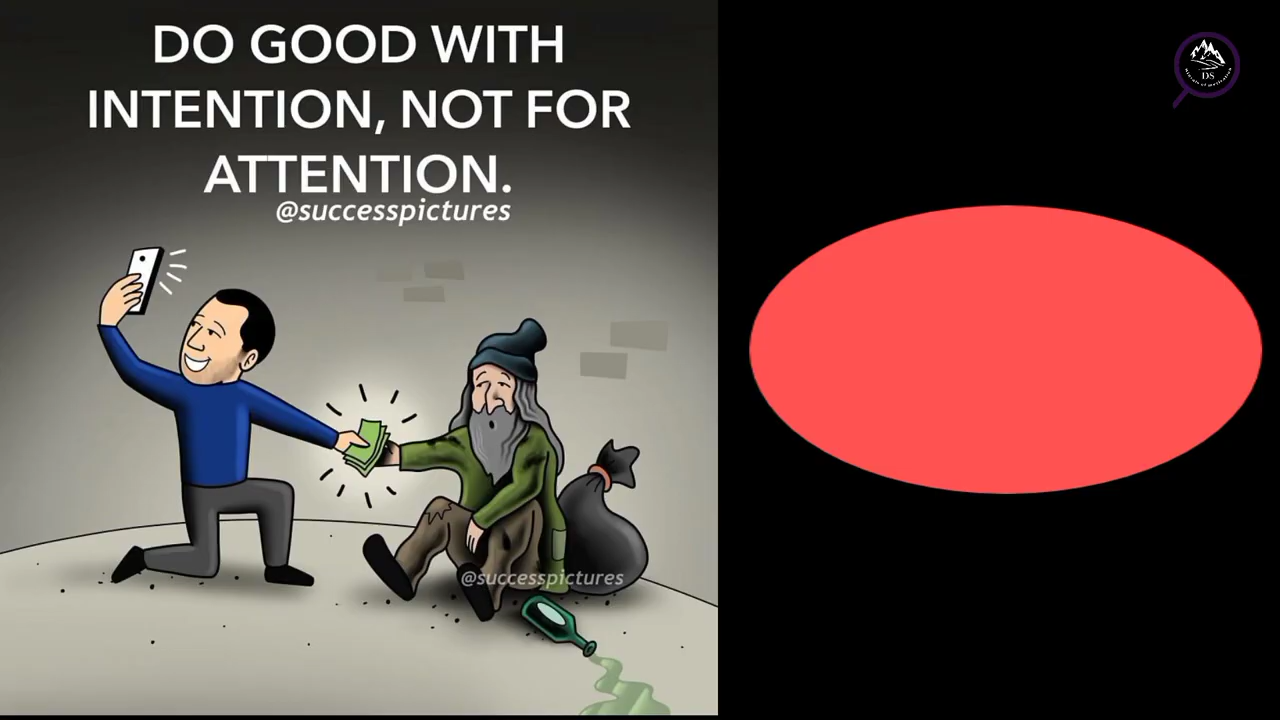 DO GOOD WITH
INTENTION, NOT FOR
ATTENTION.
@successpictures
@successpictures
DS